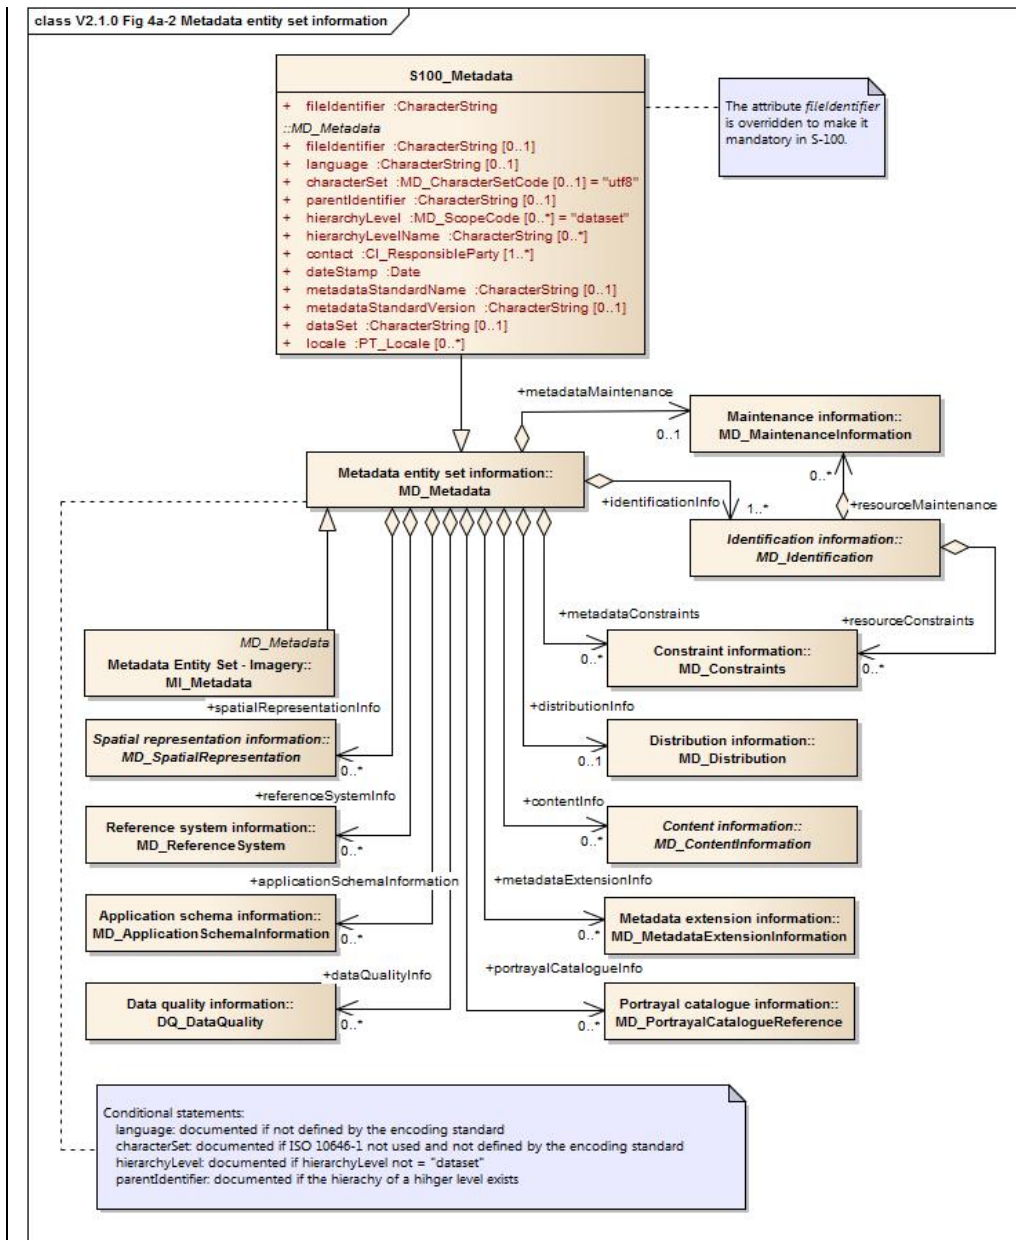 class V2.1.0 Fig 4a-2 Metadata entity set information
S100_Metadata
+ fileIdentifier :CharacterString
::MD_Metadata
+ fileIdentifier :CharacterString [0..1]
+ language :CharacterString [0..1]
+ characterSet :MD_CharacterSetCode [0..1] = "utf8"
+ parentIdentifier :CharacterString [0..1]
+ hierarchyLevel :MD_ScopeCode [0..*] = "dataset"
+ hierarchyLevelName :CharacterString [0..*]
+ contact :CI_ResponsibleParty [1..*]
+ dateStamp :Date
+ metadataStandardName :CharacterString [0..1]
+ metadataStandardVersion :CharacterString [0..1]
+ dataSet :CharacterString [0..1]
+ locale :PT_Locale [0..*]
The attribute fileIdentifier
is overridden to make it
mandatory in S-100.
+metadataMaintenance
0..1
Maintenance information::
MD_MaintenanceInformation
0..*
Metadata entity set information::
MD_Metadata
+identificationInfo
1..*
+resourceMaintenance
Identification information::
MD_Identification
+metadataConstraints
0..*
+resourceConstraints
0..*
Constraint information::
MD_Constraints
MD_Metadata
Metadata Entity Set - Imagery::
MI_Metadata
+spatialRepresentationInfo
0..*
Spatial representation information::
MD_SpatialRepresentation
+distributionInfo
0..1
Distribution information::
MD_Distribution
+referenceSystemInfo
0..*
Reference system information::
MD_ReferenceSystem
+contentInfo
0..*
Content information::
MD_ContentInformation
+applicationSchemaInformation
0..*
Application schema information::
MD_ApplicationSchemaInformation
+metadataExtensionInfo
0..*
Metadata extension information::
MD_MetadataExtensionInformation
+dataQualityInfo
0..*
Data quality information::
DQ_DataQuality
+portrayalCatalogueInfo
0..*
Portrayal catalogue information::
MD_PortrayalCatalogueReference
Conditional statements:
language: documented if not defined by the encoding standard
characterSet: documented if ISO 10646-1 not used and not defined by the encoding standard
hierarchyLevel: documented if hierarchyLevel not = "dataset"
parentIdentifier: documented if the hierachy of a hihger level exists